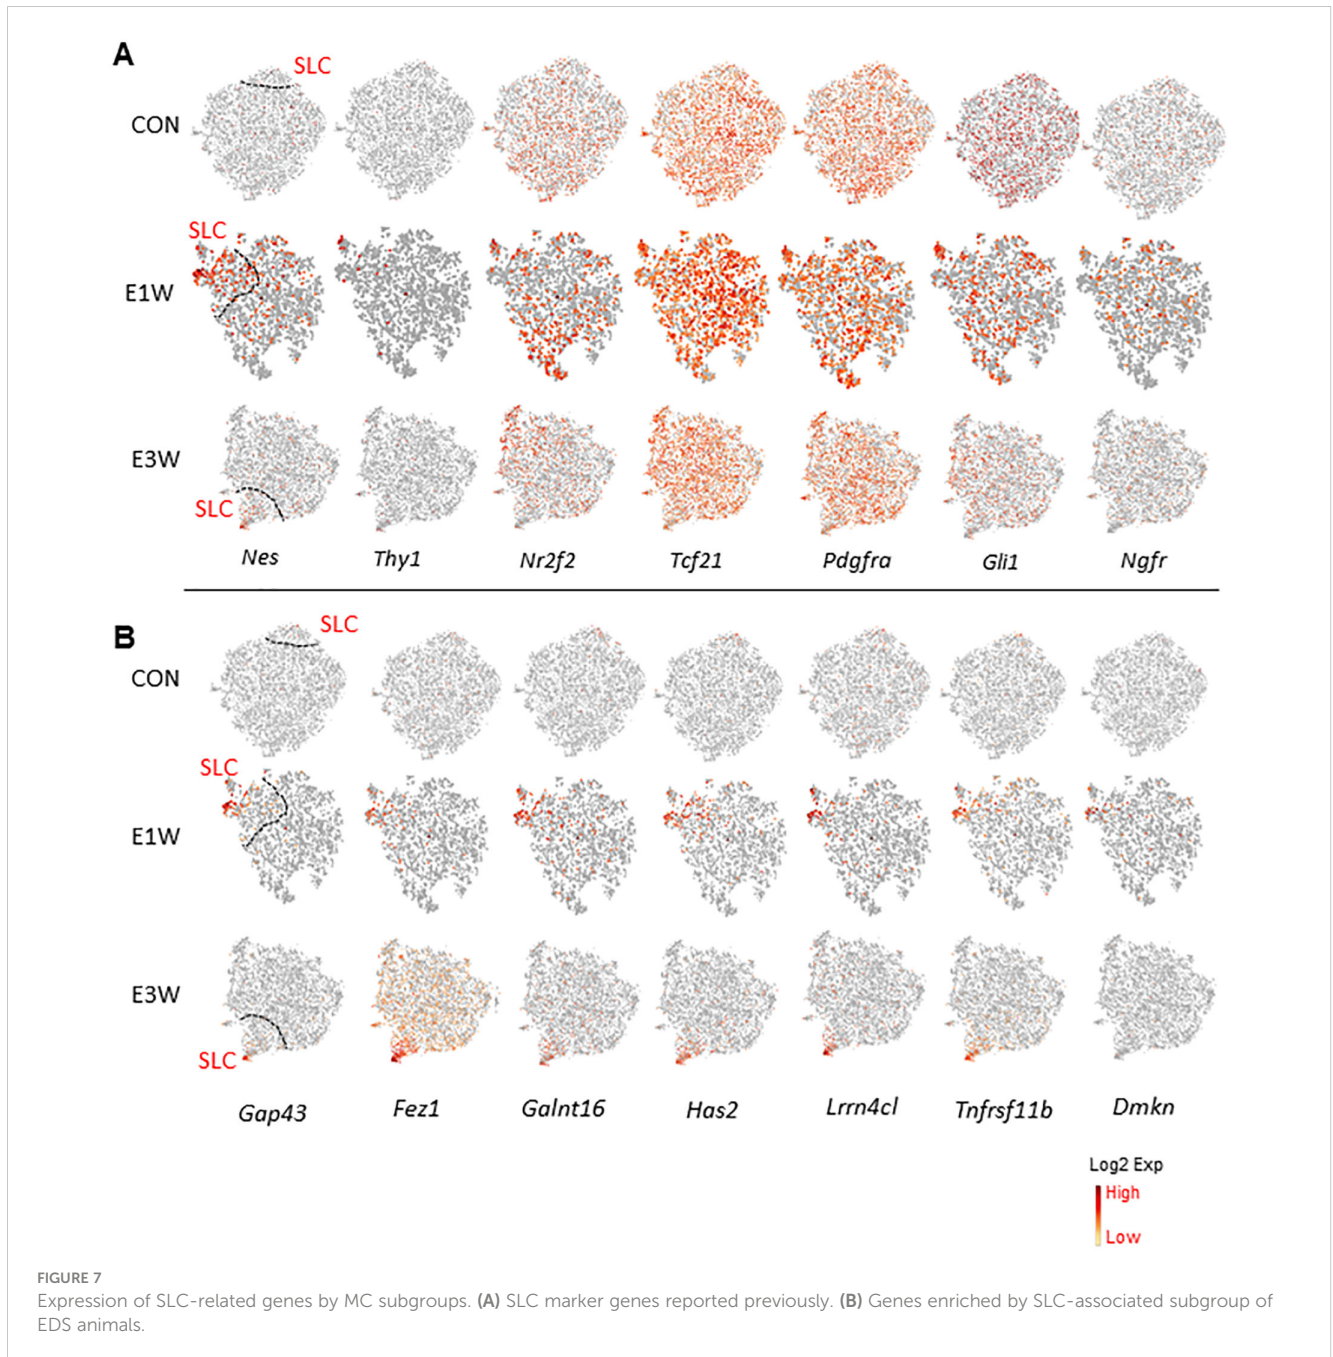 A
SLC
CON
SLC
E1W
E3W
SLC
Nes Thy1 Nr2f2 Tcf21 Pdgfra Gli1 Ngfr
B
SLC
CON
SLC
E1W
E3W
SLC
Gap43 Fez1 Galnt16 Has2 Lrrn4cl Tnfrsf11b Dmkn
Log2 Exp
High
Low
FIGURE 7
Expression of SLC-related genes by MC subgroups. (A) SLC marker genes reported previously. (B) Genes enriched by SLC-associated subgroup of
EDS animals.